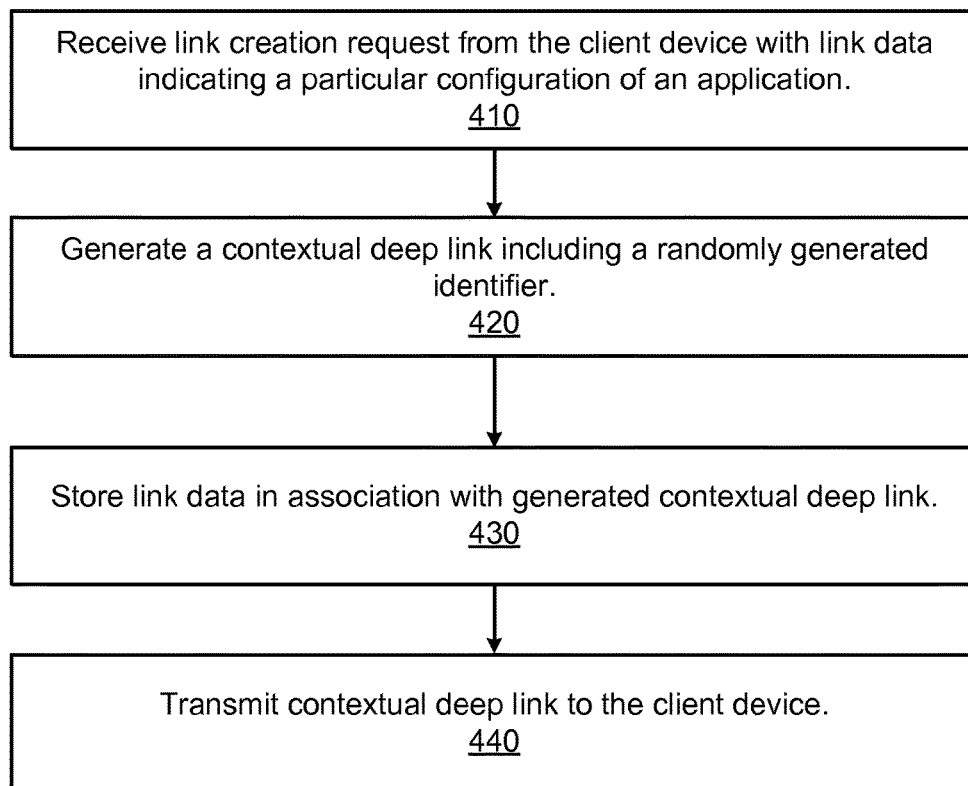 Receive link creation request from the client device with link data
indicating a particular configuration of an application.
410
Generate a contextual deep link including a randomly generated
identifier.
420
Store link data in association with generated contextual deep link.
430
Transmit contextual deep link to the client device.
440